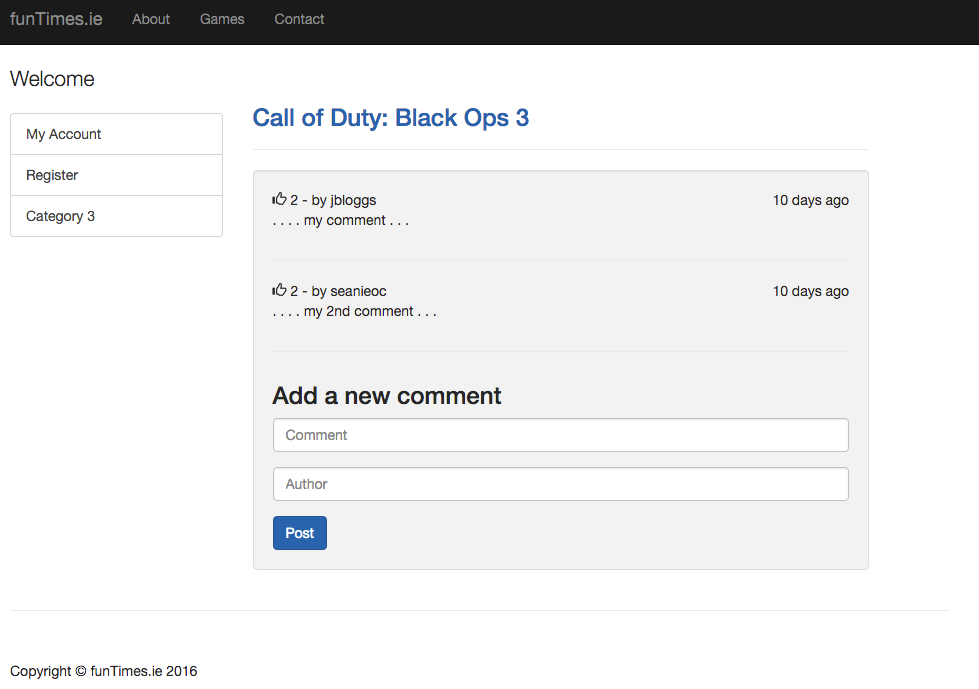 funTimes.ie About Games Contact
Welcome
My Account
Register
Category 3
Call of Duty: Black Ops 3
2 - by jbloggs 10 days ago
. . . . my comment . . .
2 - by seanieoc 10 days ago
. . . . my 2nd comment . . .
Add a new comment
Comment
Author
Post
Copyright © funTimes.ie 2016